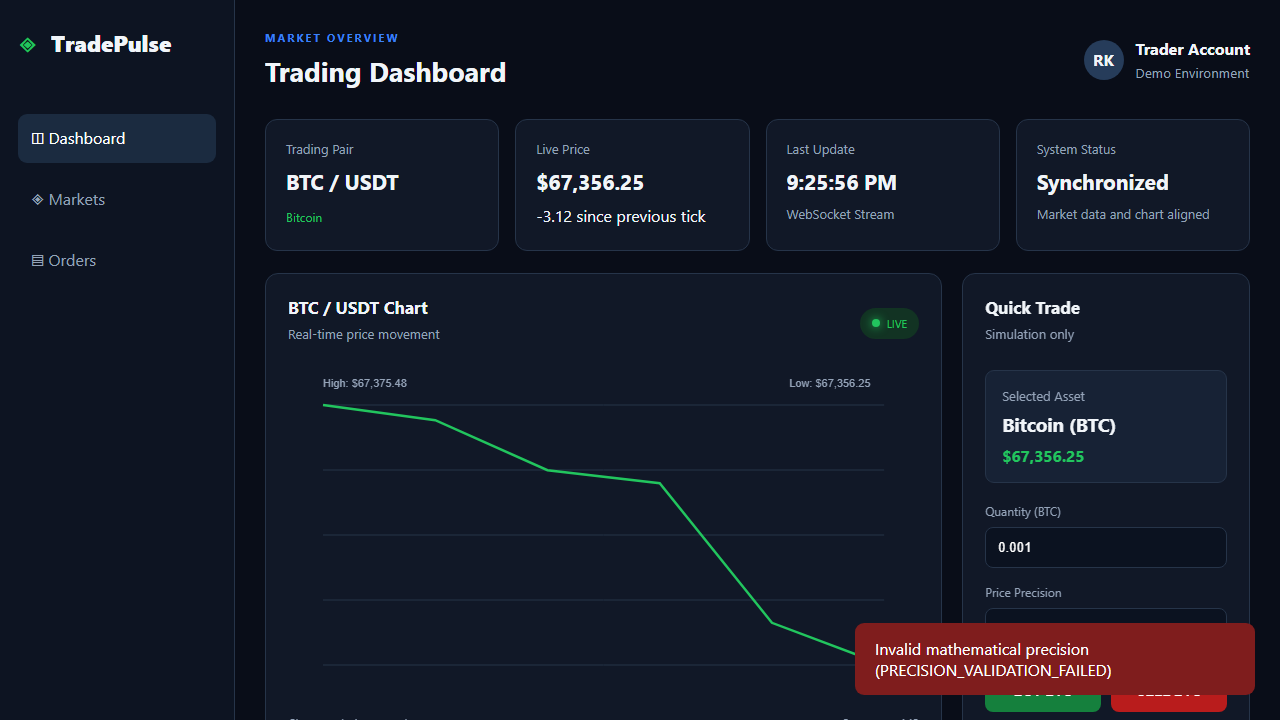 TradePulse
Dashboard
Markets
Orders
MARKET OVERVIEW
Trading Dashboard
RK
Trader Account
Demo Environment
Trading Pair
BTC / USDT
Bitcoin
Live Price
$67,356.25
-3.12 since previous tick
Last Update
9:25:56 PM
WebSocket Stream
System Status
Synchronized
Market data and chart aligned
BTC / USDT Chart
Real-time price movement
LIVE
High: $67,375.48
Low: $67,356.25
Quick Trade
Simulation only
Selected Asset
Bitcoin (BTC)
$67,356.25
Quantity (BTC)
0.001
Price Precision
Invalid mathematical precision
(PRECISION_VALIDATION_FAILED)